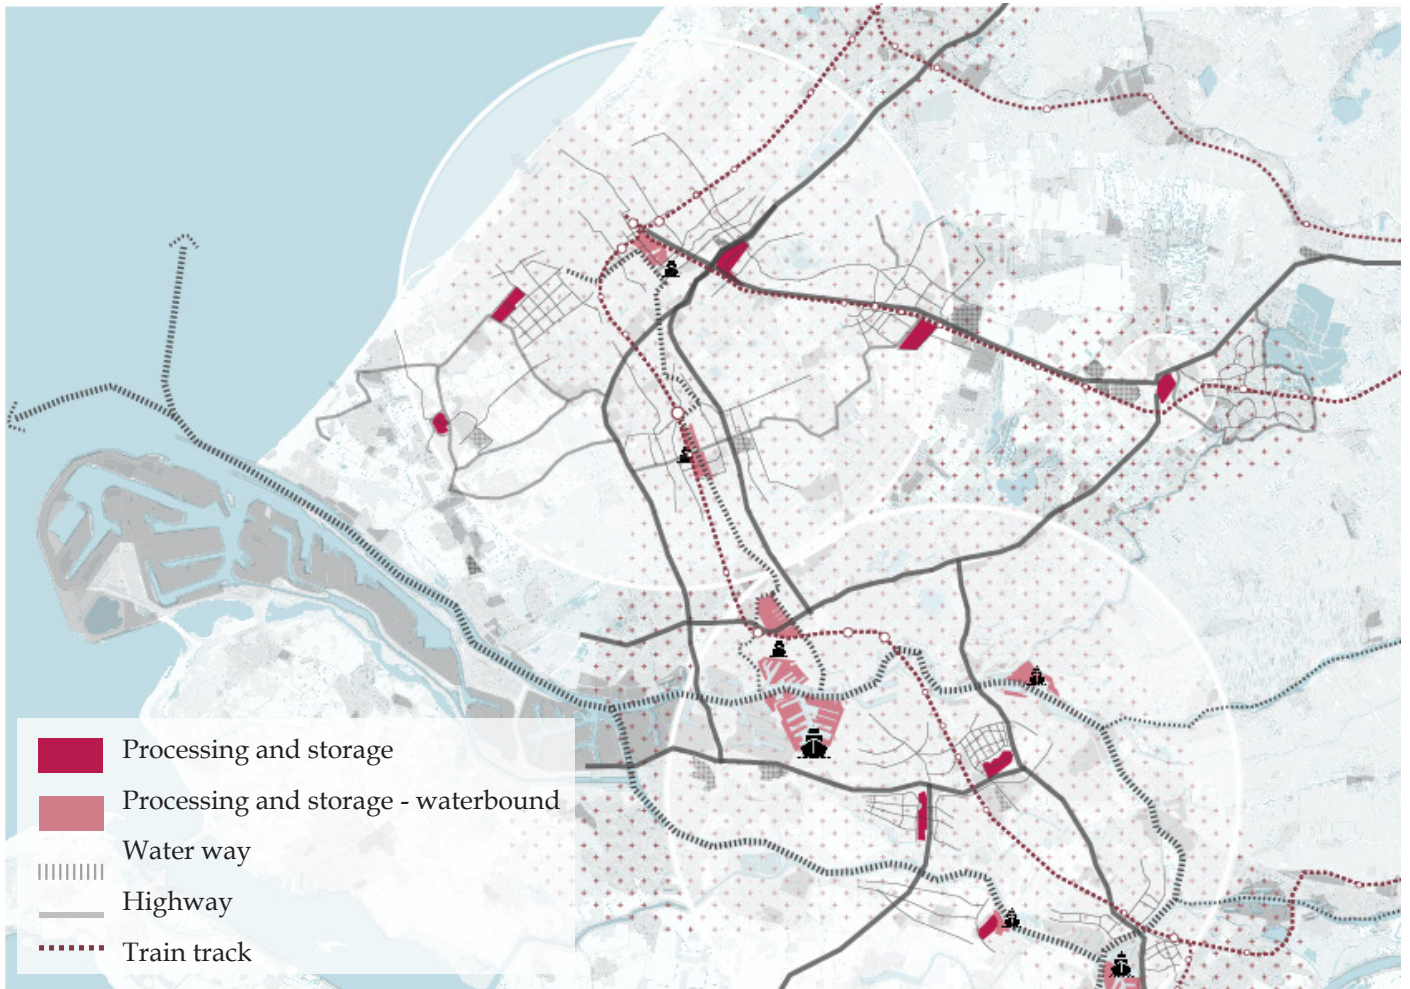 Processing and storage
Processing and storage - waterbound
Water way
Highway
Train track